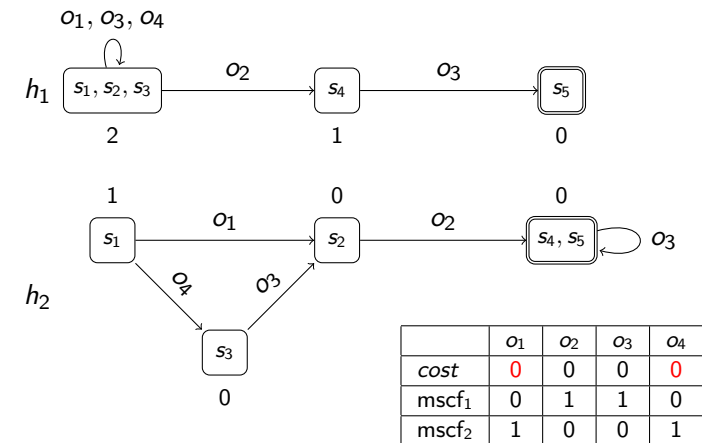 o₁, o₃, o₄
h₁ s₁, s₂, s₃ o₂ s₄ o₃ s₅
2 1 0
1 0 0
s₁ o₁ s₂ o₂ s₄, s₅ o₃
o₄ o₃
h₂
s₃
0
o₁ o₂ o₃ o₄
cost 0 0 0 0
mscf₁ 0 1 1 0
mscf₂ 1 0 0 1